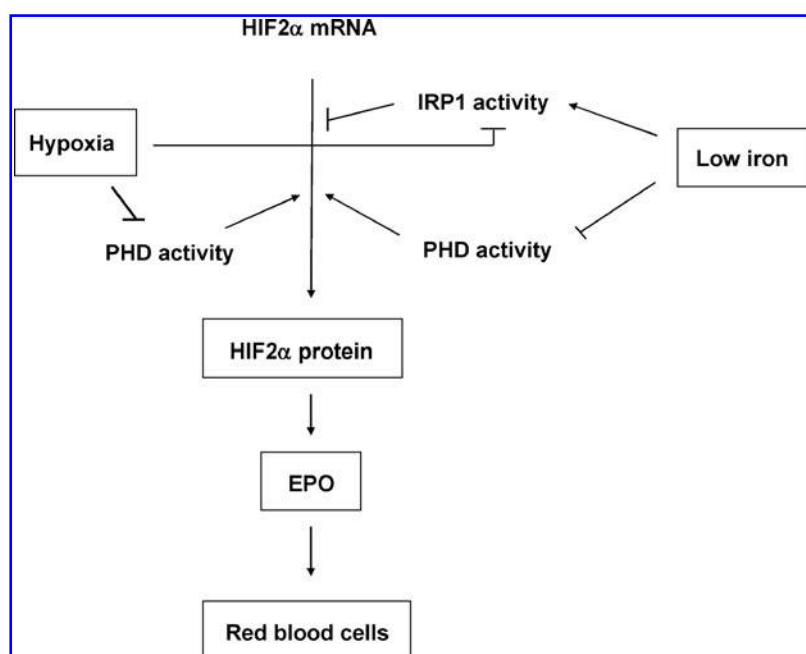 HIF2α mRNA
IRP1 activity
Hypoxia
Low iron
PHD activity
PHD activity
HIF2α protein
EPO
Red blood cells